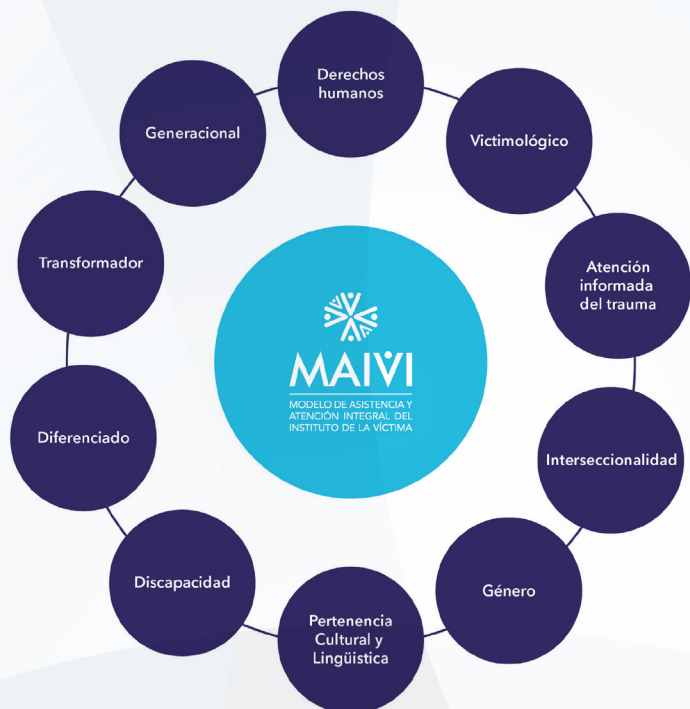 Derechos
humanos
Victimológico
Atención
informada
del trauma
Interseccionalidad
Género
Pertenencia
Cultural y
Lingüistica
Discapacidad
Diferenciado
Transformador
Generacional
MAIVI
MODELO DE ASISTENCIA Y
ATENCIÓN INTEGRAL DEL
INSTITUTO DE LA VÍCTIMA